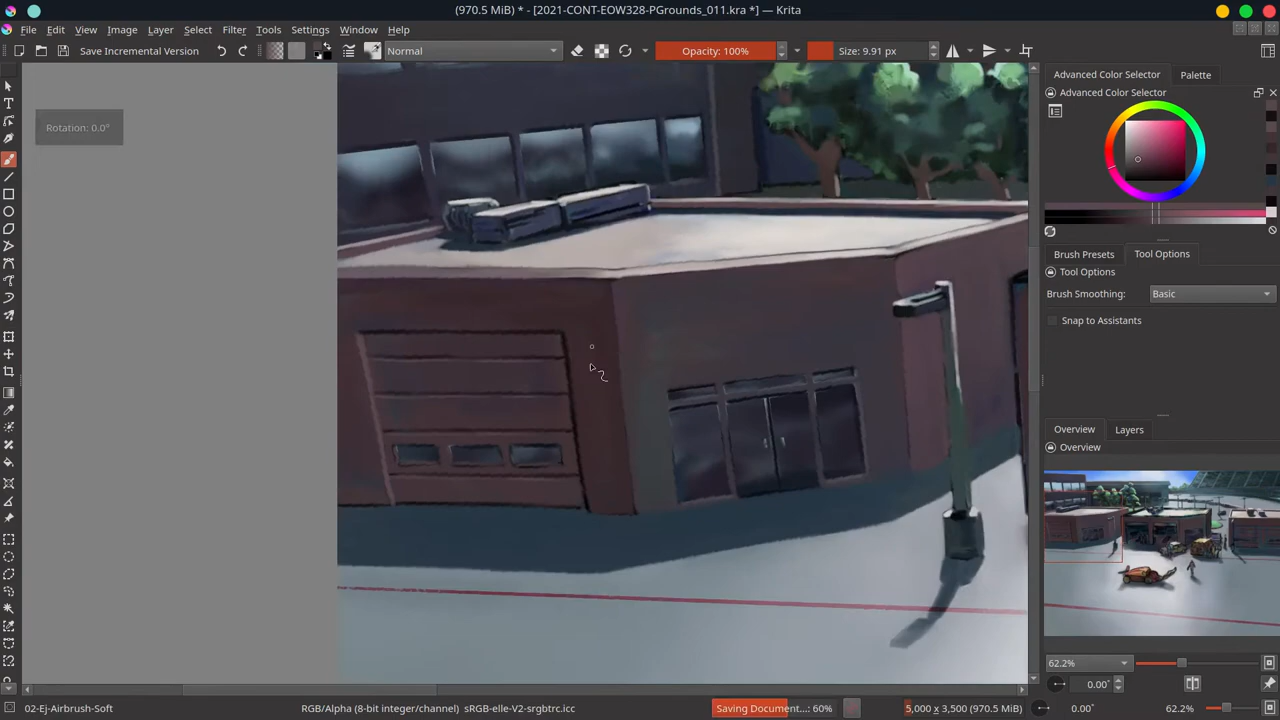 (970.5 MiB) * - [2021-CONT-EOW328-PGrounds_011.kra *] — Krita
File Edit View Image Layer Select Filter Tools Settings Window Help
Save Incremental Version Normal Opacity: 100% Size: 9.91 px
Advanced Color Selector Palette
Advanced Color Selector
Rotation: 0.0°
Brush Presets Tool Options
Tool Options
Brush Smoothing: Basic
Snap to Assistants
Overview Layers
Overview
62.2%
0.00°
02-Ej-Airbrush-Soft RGB/Alpha (8-bit integer/channel) sRGB-elle-V2-srgbtrc.icc Saving Document...: 60% 5,000 x 3,500 (970.5 MiB) 0.00° 62.2%